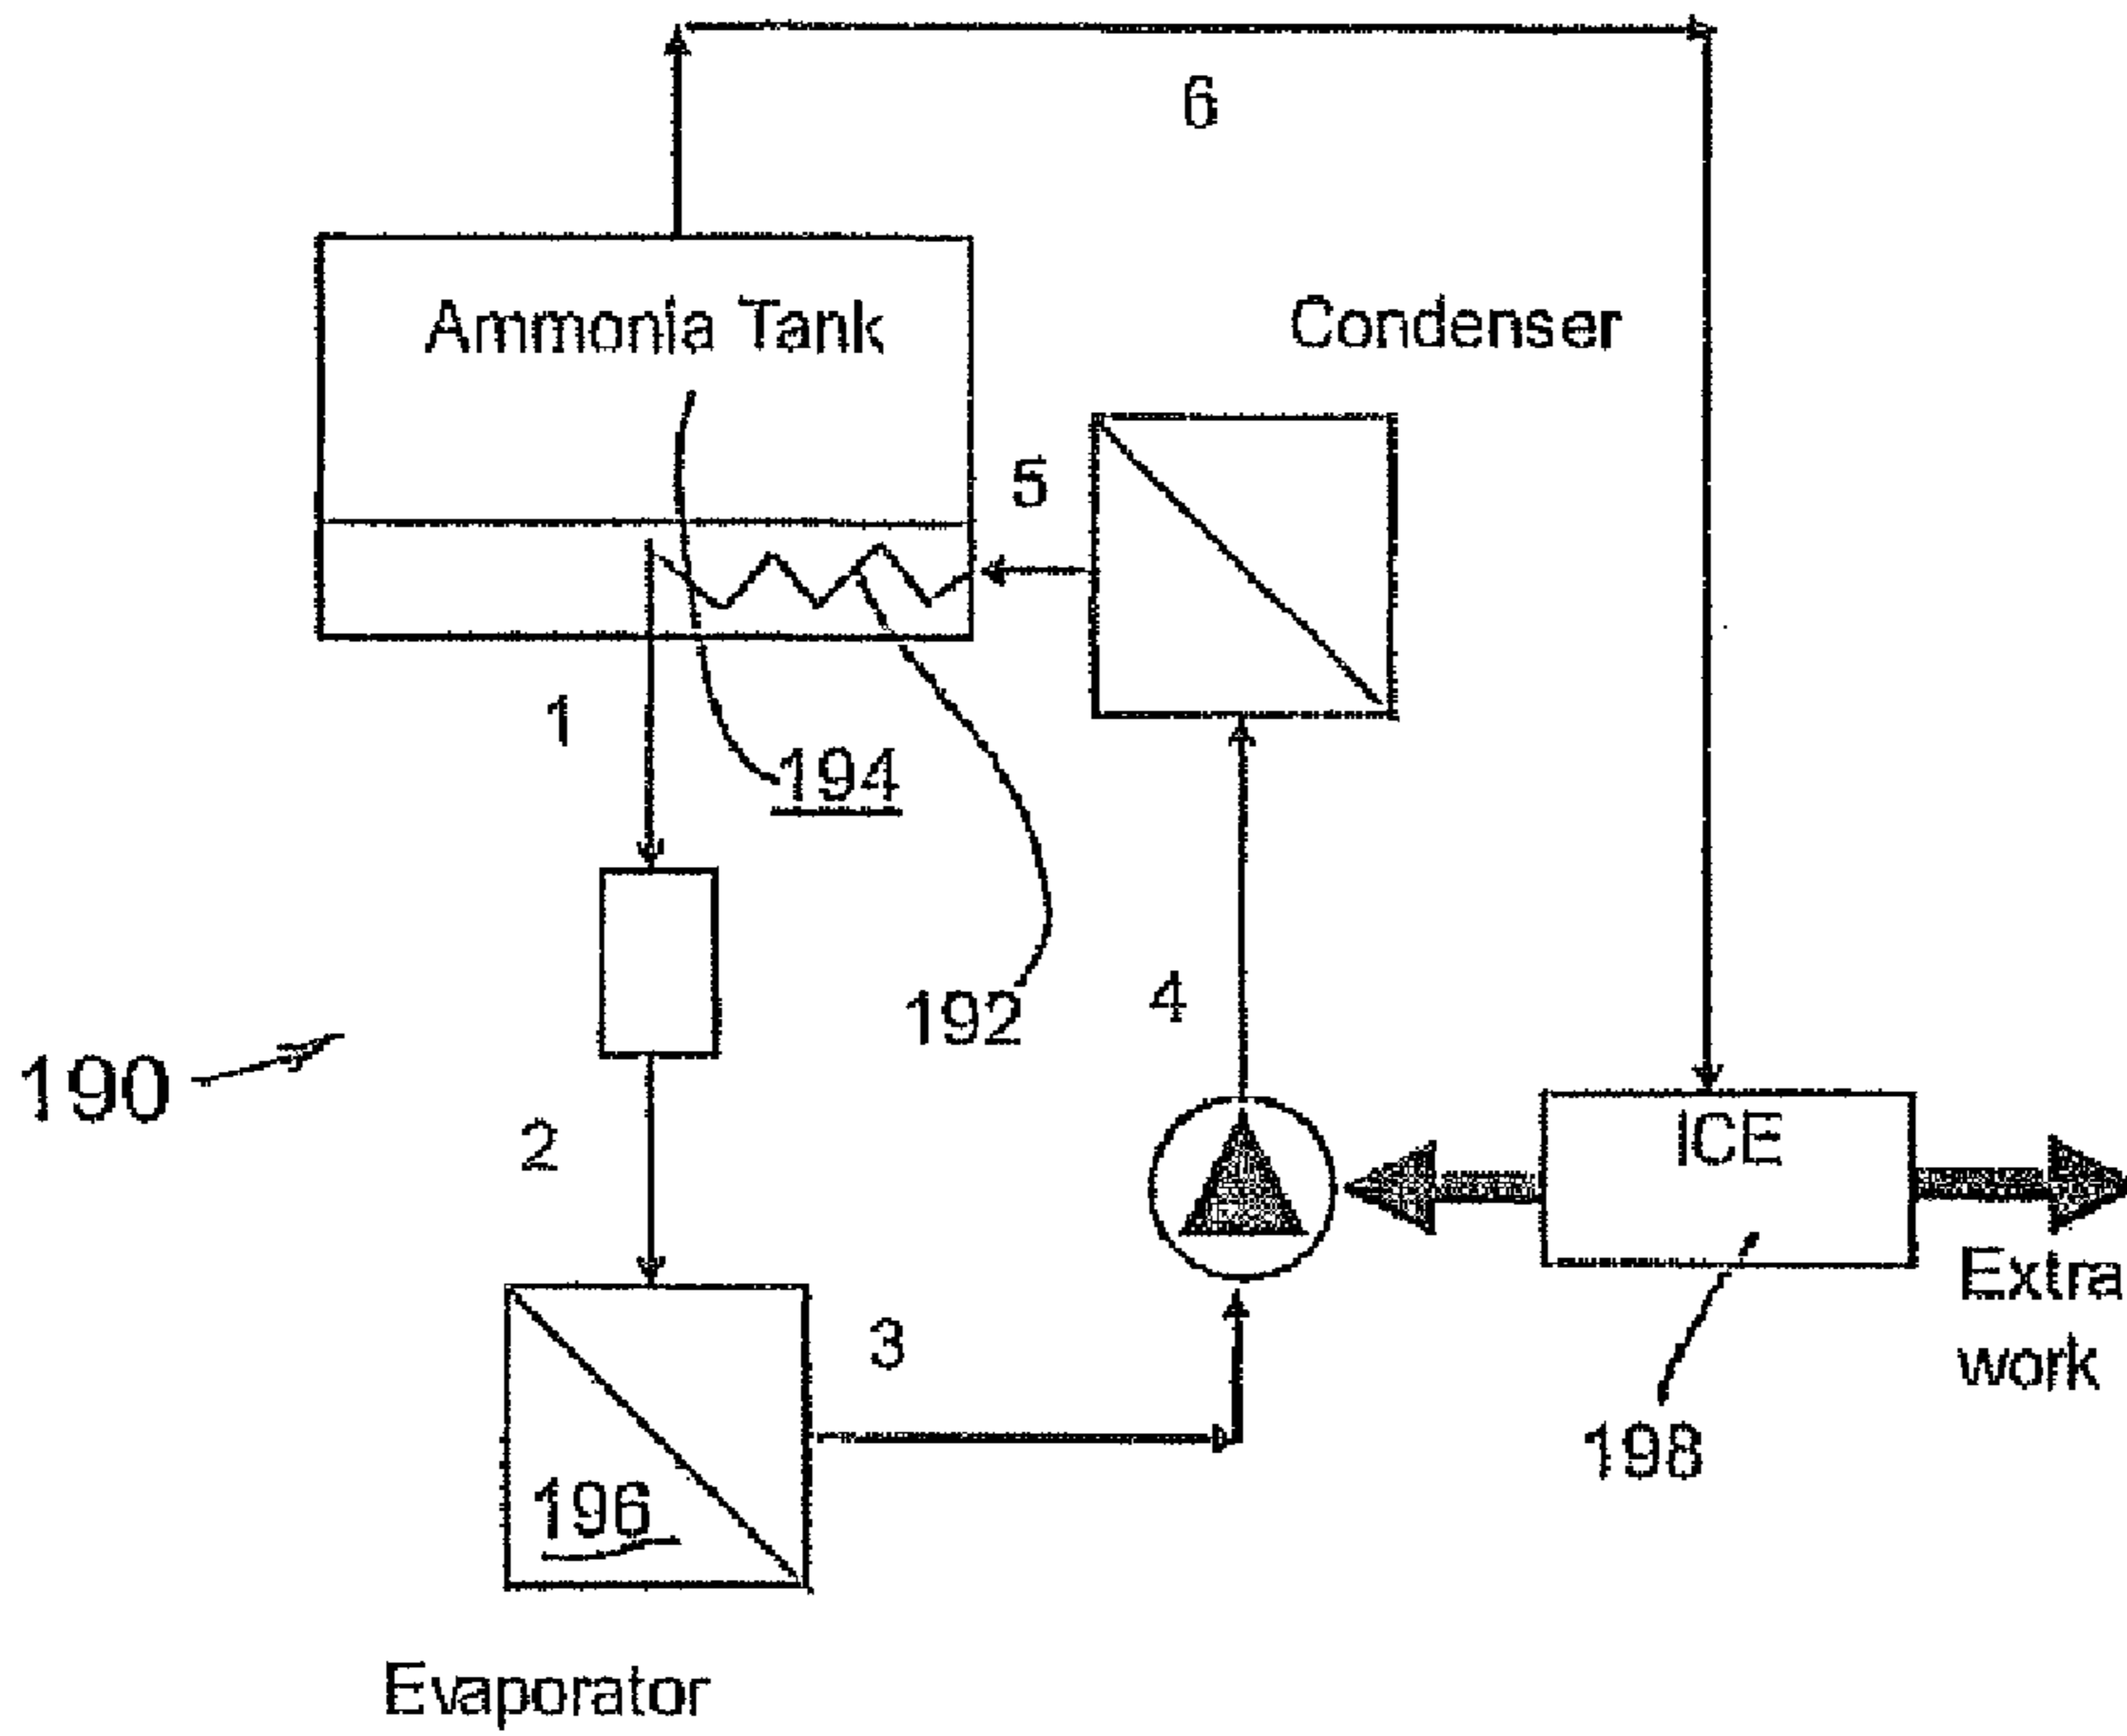 6
Ammonia Tank
Condenser
5
1
194
192
4
190
2
ICE
Extra
work
3
198
196
Evaporator